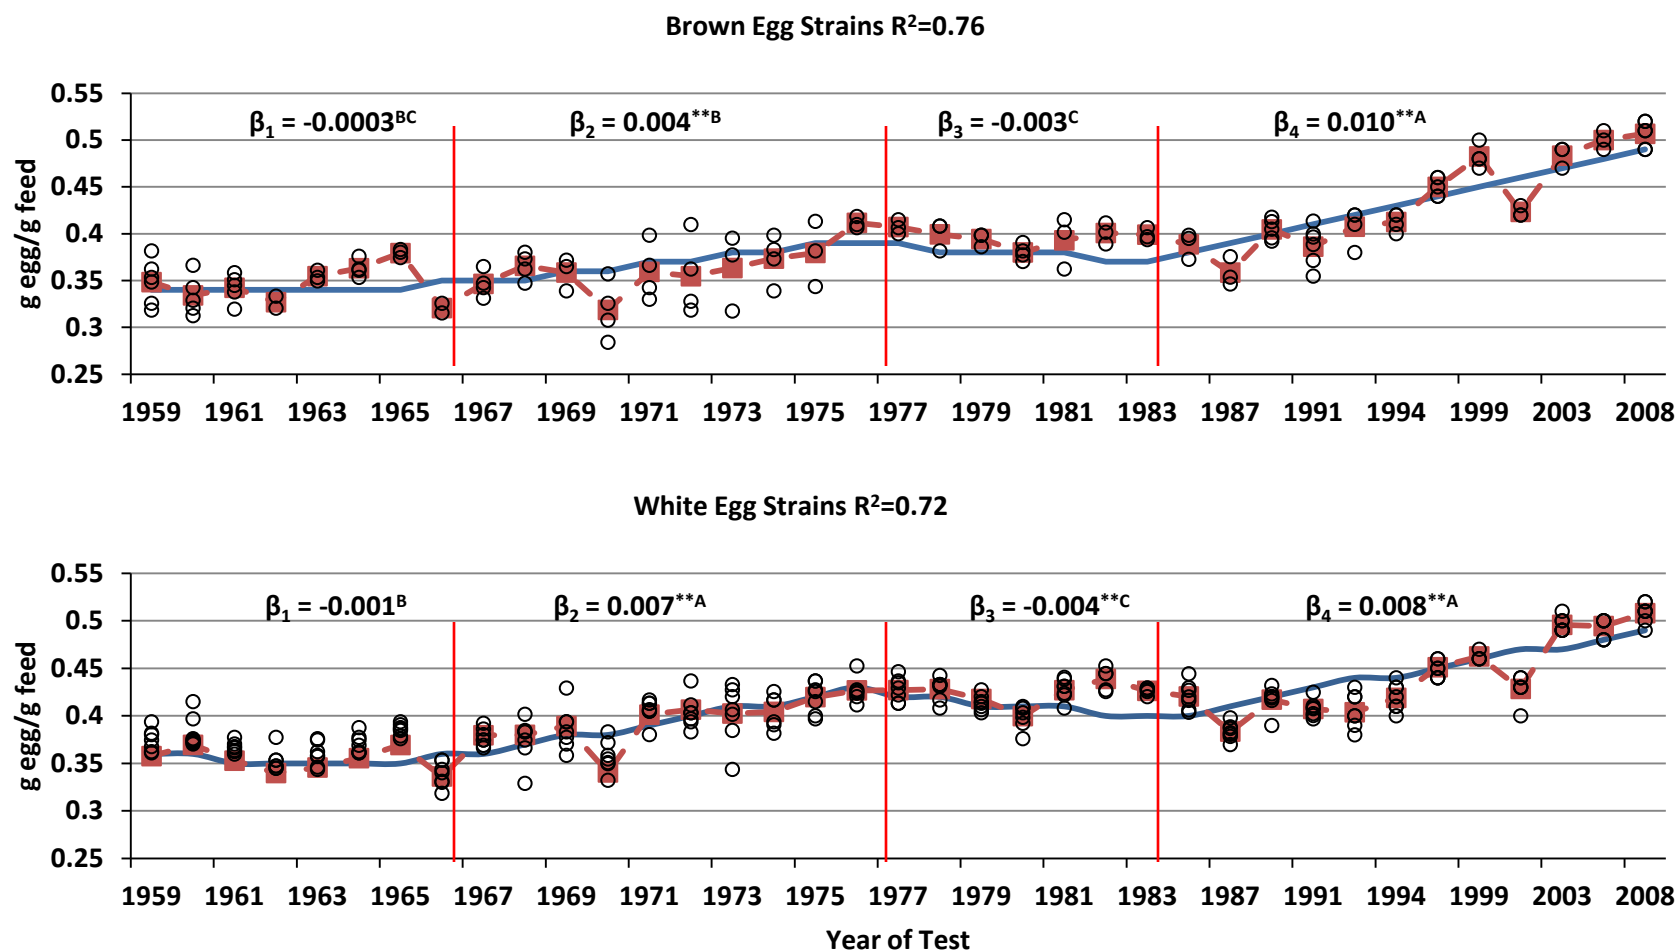 Brown Egg Strains R²=0.76
g egg/g feed
0.55
0.5
0.45
0.4
0.35
0.3
0.25
β₁ = -0.0003ᴮᶜ
β₂ = 0.004**ᴮ
β₃ = -0.003ᶜ
β₄ = 0.010**ᴬ
1959 1961 1963 1965 1967 1969 1971 1973 1975 1977 1979 1981 1983 1987 1991 1994 1999 2003 2008
White Egg Strains R²=0.72
g egg/g feed
0.55
0.5
0.45
0.4
0.35
0.3
0.25
β₁ = -0.001ᴮ
β₂ = 0.007**ᴬ
β₃ = -0.004**ᶜ
β₄ = 0.008**ᴬ
1959 1961 1963 1965 1967 1969 1971 1973 1975 1977 1979 1981 1983 1987 1991 1994 1999 2003 2008
Year of Test